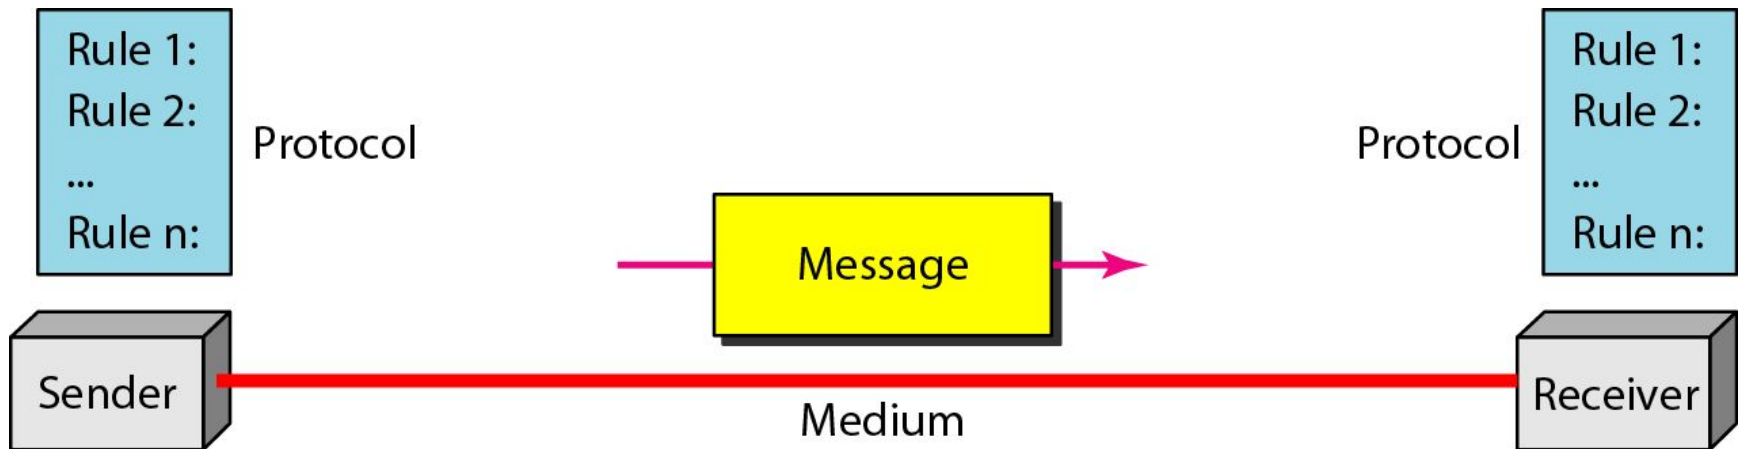 Rule 1:
Rule 2:
...
Rule n:
Protocol
Protocol
Rule 1:
Rule 2:
...
Rule n:
Message
Sender
Medium
Receiver